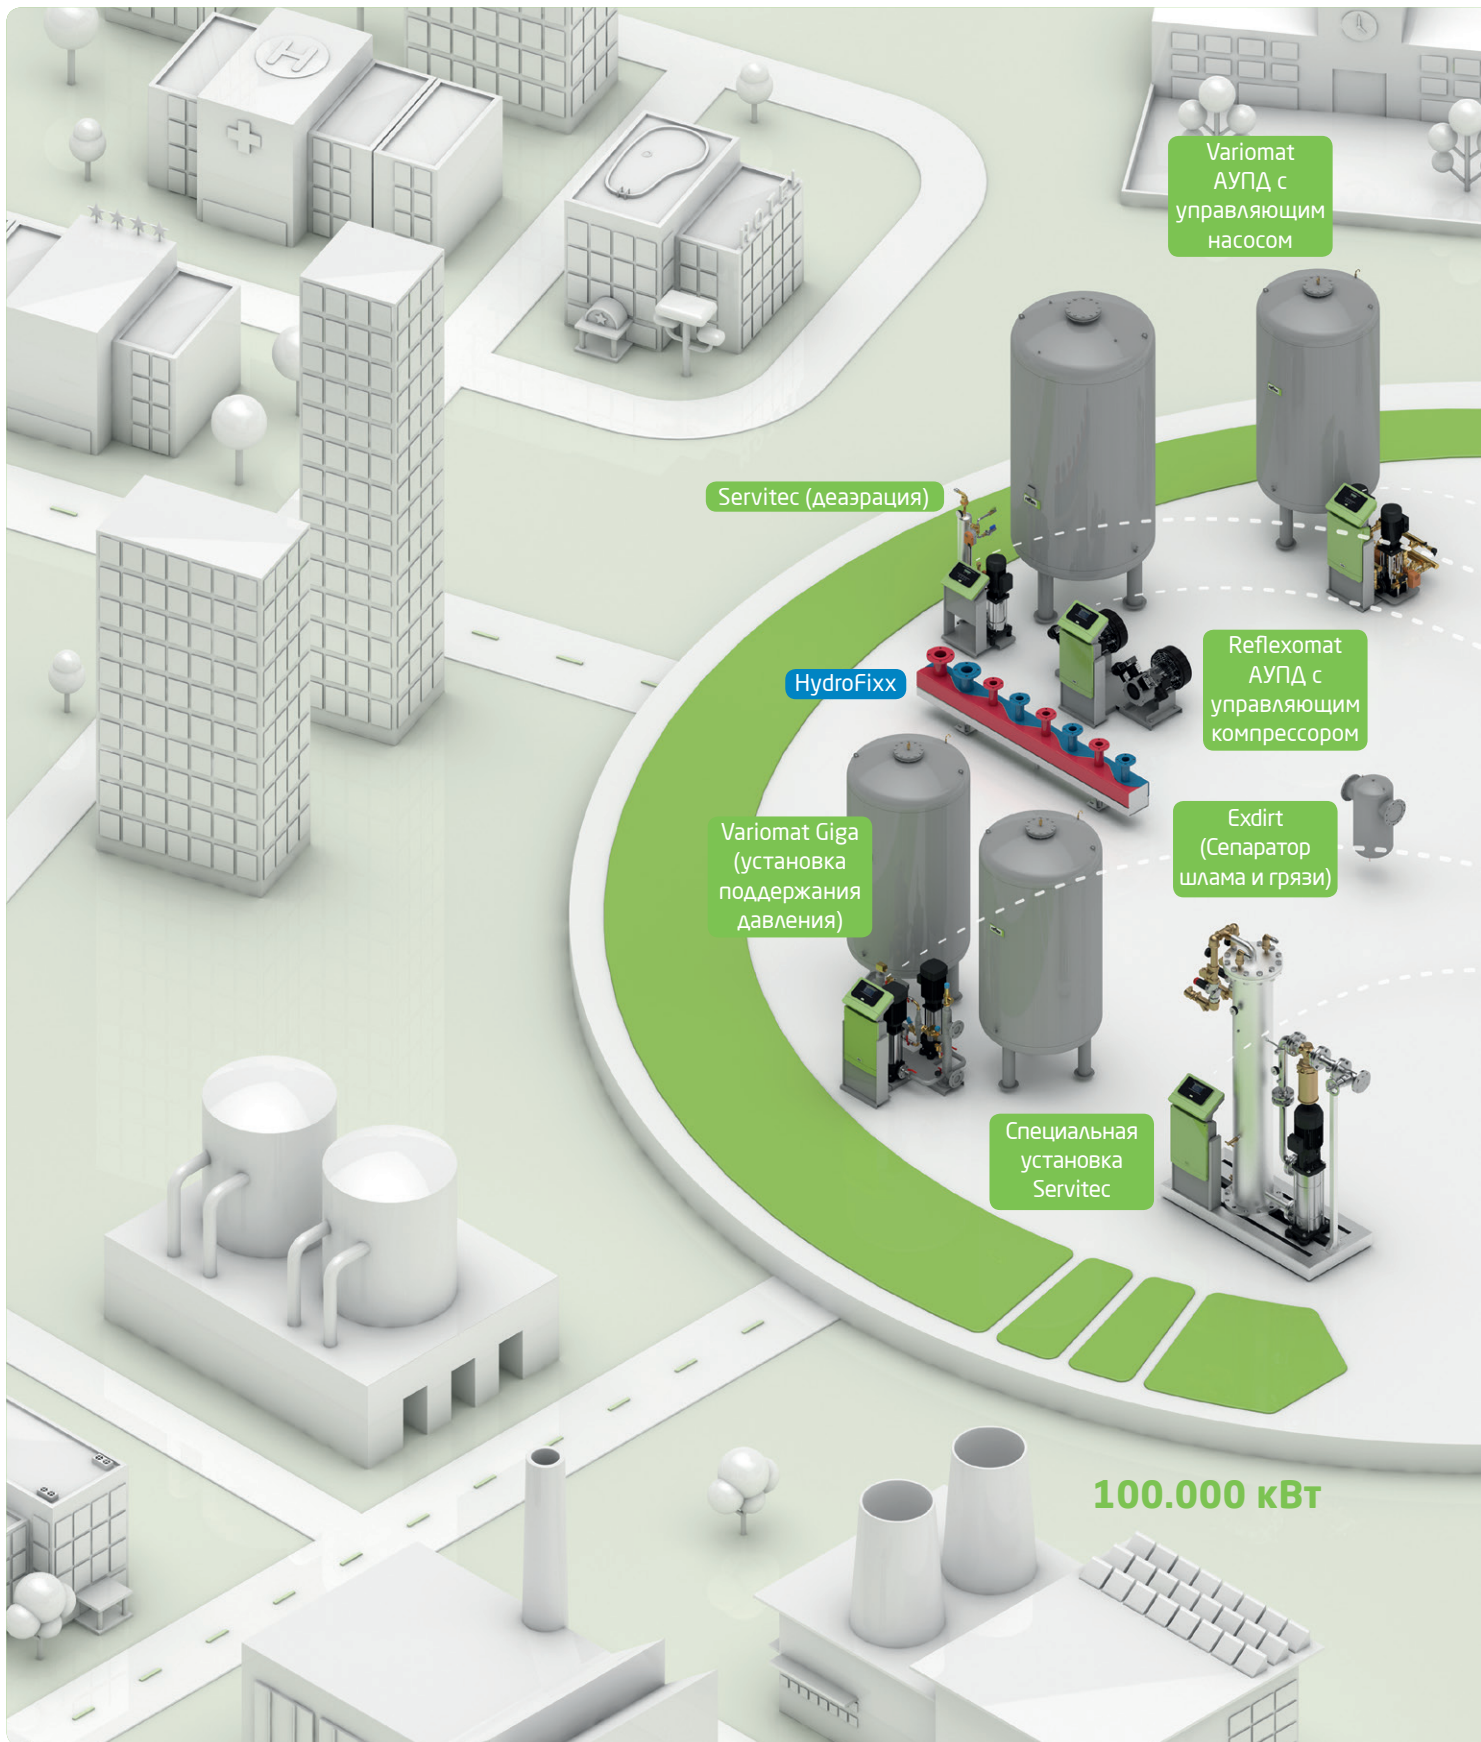 Variomat
АУПД с
управляющим
насосом
Servitec (деаэрация)
HydroFixx
Reflexomat
АУПД с
управляющим
компрессором
Variomat Giga
(установка
поддержания
давления)
Exdirt
(Сепаратор
шлама и грязи)
Специальная
установка
Servitec
100.000 кВт
H